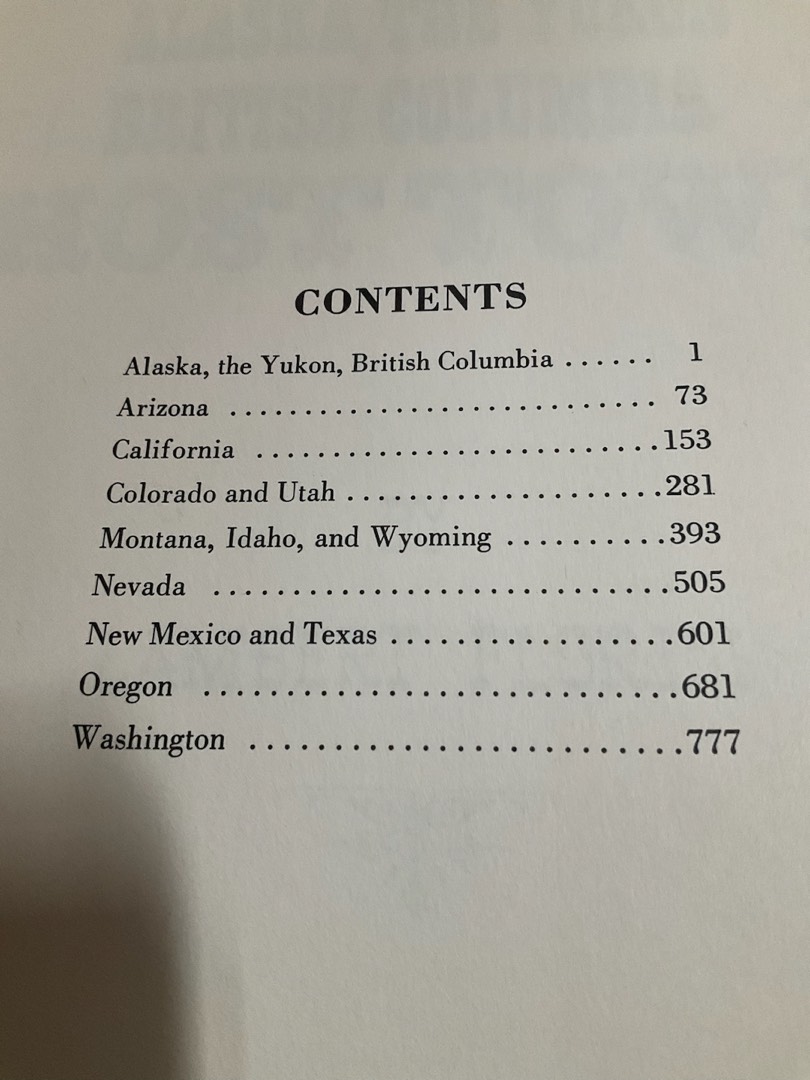 CONTENTS
Alaska, the Yukon, British Columbia ...... 1
Arizona ............................. 73
California ...........................153
Colorado and Utah .....................281
Montana, Idaho, and Wyoming ..........393
Nevada .............................505
New Mexico and Texas ..................601
Oregon .............................681
Washington ..........................777